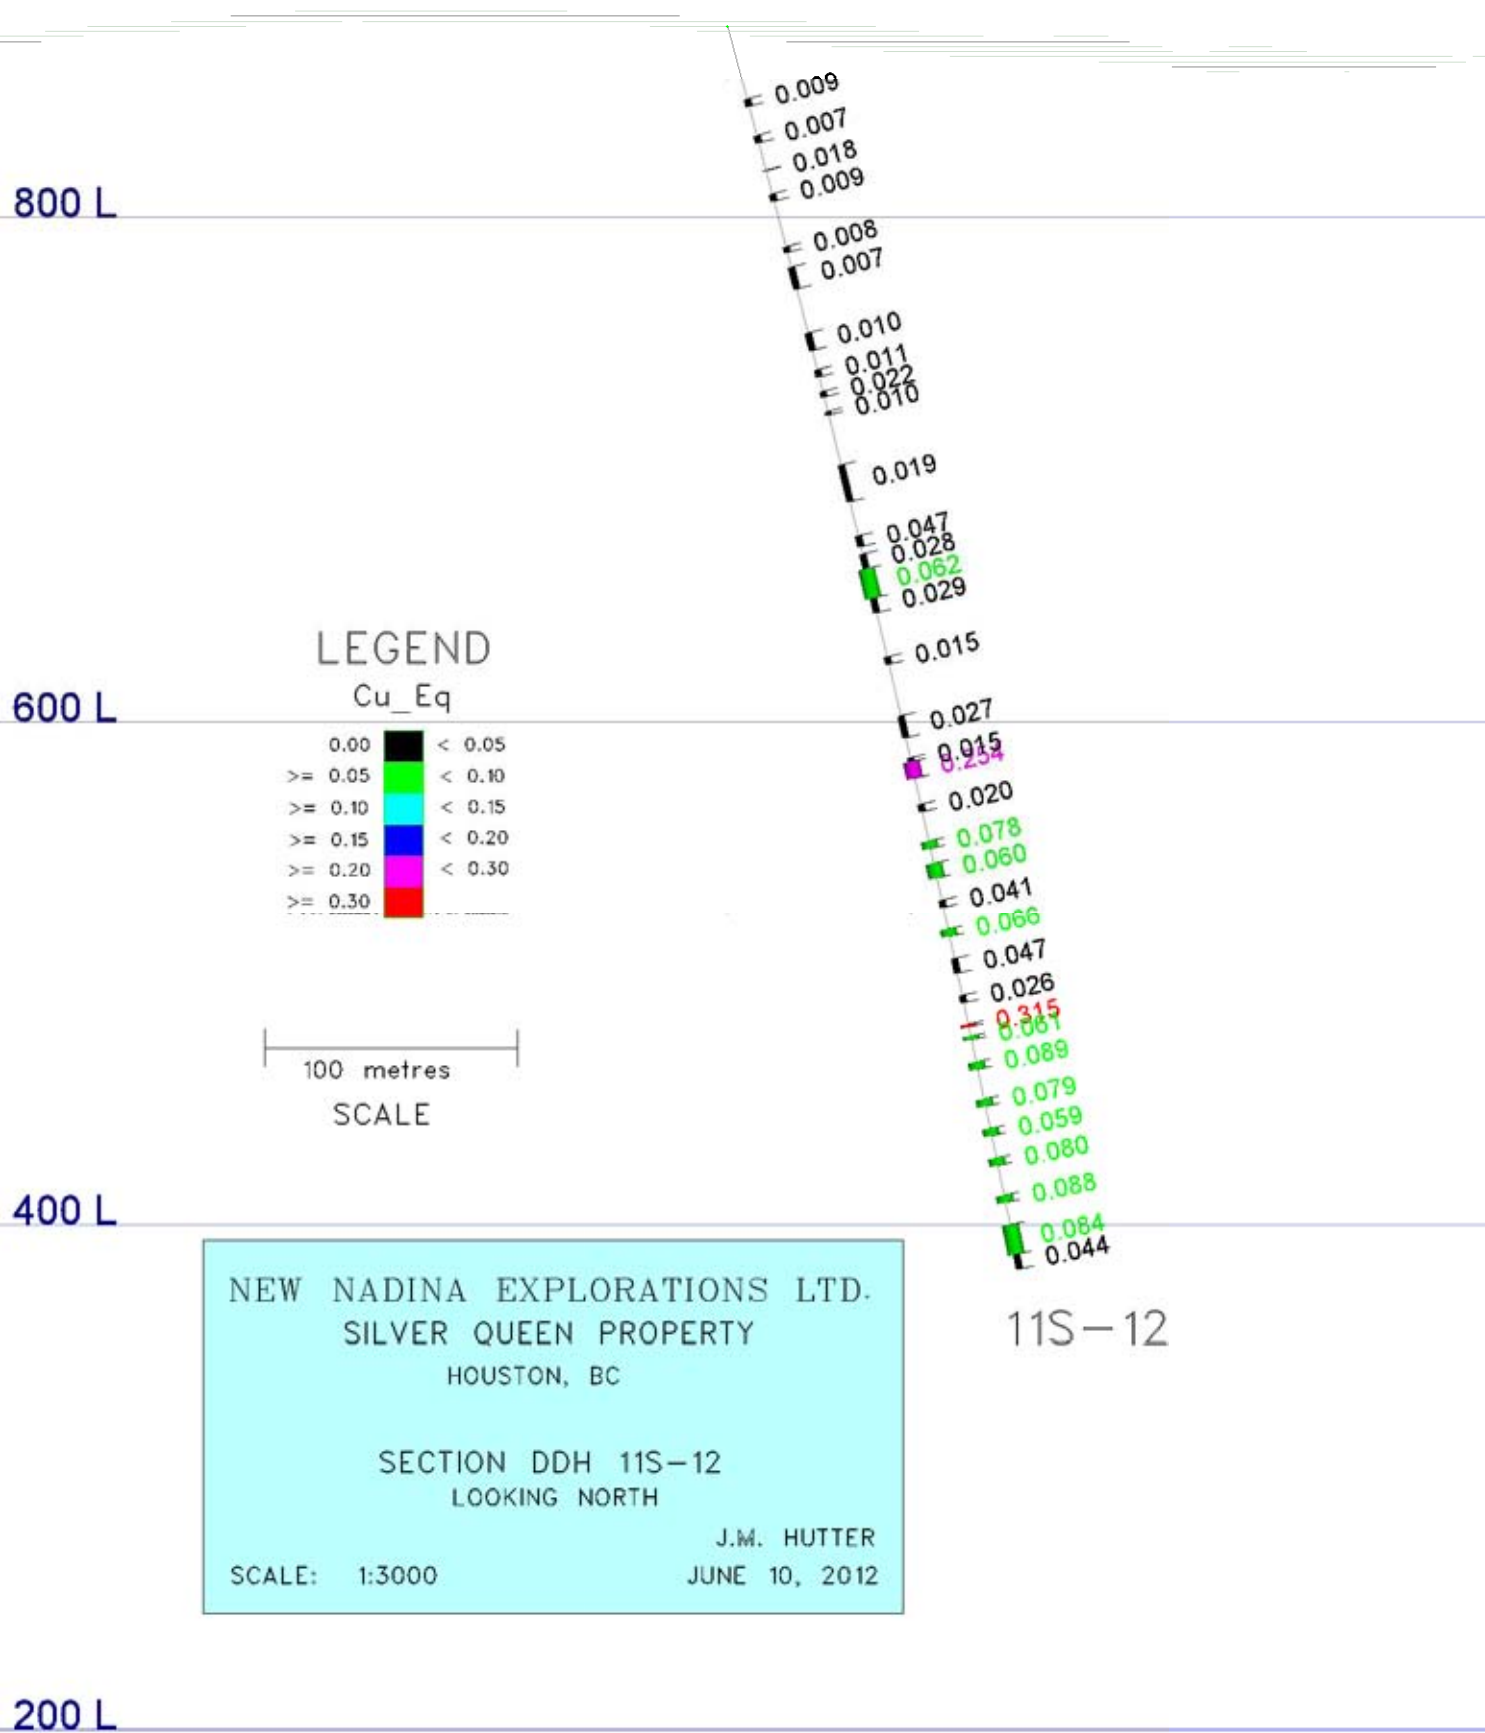 0.009
0.007
0.018
0.009
800 L
0.008
0.007
0.010
0.011
0.022
0.010
0.019
0.047
0.028
0.062
0.029
0.015
LEGEND
Cu_Eq
600 L
0.027
0.00 < 0.05
0.015
0.254
>= 0.05 < 0.10
0.020
>= 0.10 < 0.15
>= 0.15 < 0.20
0.078
0.060
>= 0.20 < 0.30
>= 0.30
0.041
0.066
0.047
0.026
0.315
0.061
0.089
100 metres
SCALE
0.079
0.059
0.080
0.088
400 L
0.084
0.044
11S-12
NEW NADINA EXPLORATIONS LTD.
SILVER QUEEN PROPERTY
HOUSTON, BC
SECTION DDH 11S-12
LOOKING NORTH
J.M. HUTTER
SCALE: 1:3000 JUNE 10, 2012
200 L